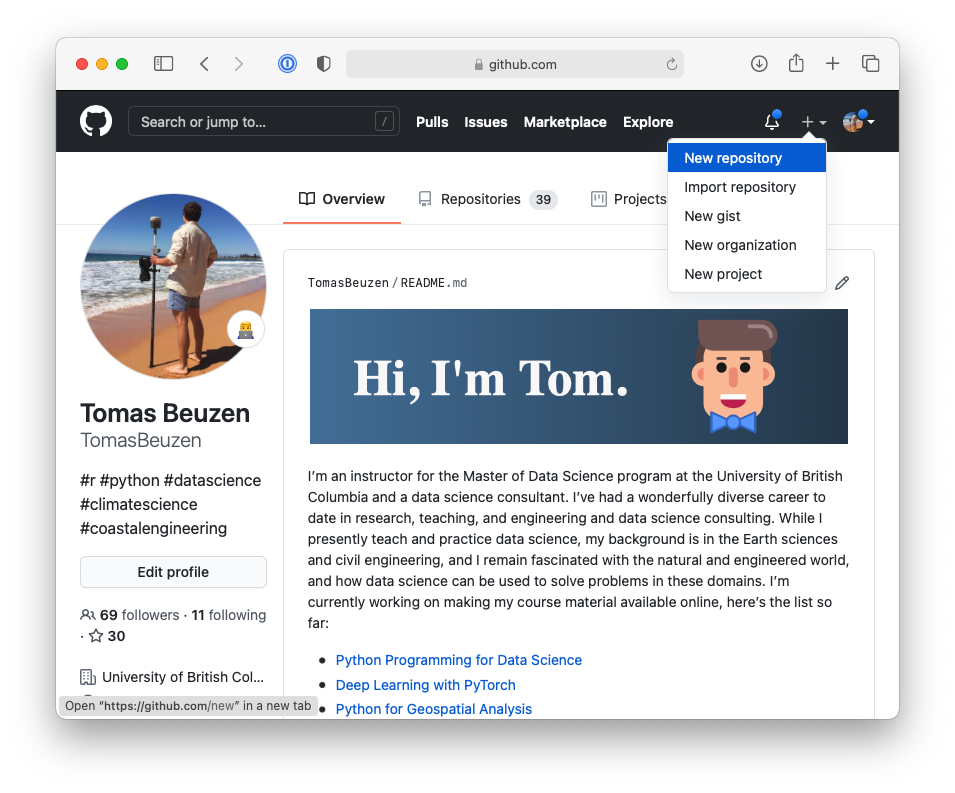 github.com
Search or jump to... /
Pulls Issues Marketplace Explore
New repository
Import repository
New gist
New organization
New project
Overview Repositories 39 Projects
TomasBeuzen / README.md
Hi, I'm Tom.
Tomas Beuzen
TomasBeuzen
#r #python #datascience
#climatescience
#coastalengineering
Edit profile
69 followers · 11 following
· 30
University of British Col...
I’m an instructor for the Master of Data Science program at the University of British
Columbia and a data science consultant. I’ve had a wonderfully diverse career to
date in research, teaching, and engineering and data science consulting. While I
presently teach and practice data science, my background is in the Earth sciences
and civil engineering, and I remain fascinated with the natural and engineered world,
and how data science can be used to solve problems in these domains. I’m
currently working on making my course material available online, here’s the list so
far:
• Python Programming for Data Science
• Deep Learning with PyTorch
• Python for Geospatial Analysis
Open “https://github.com/new” in a new tab